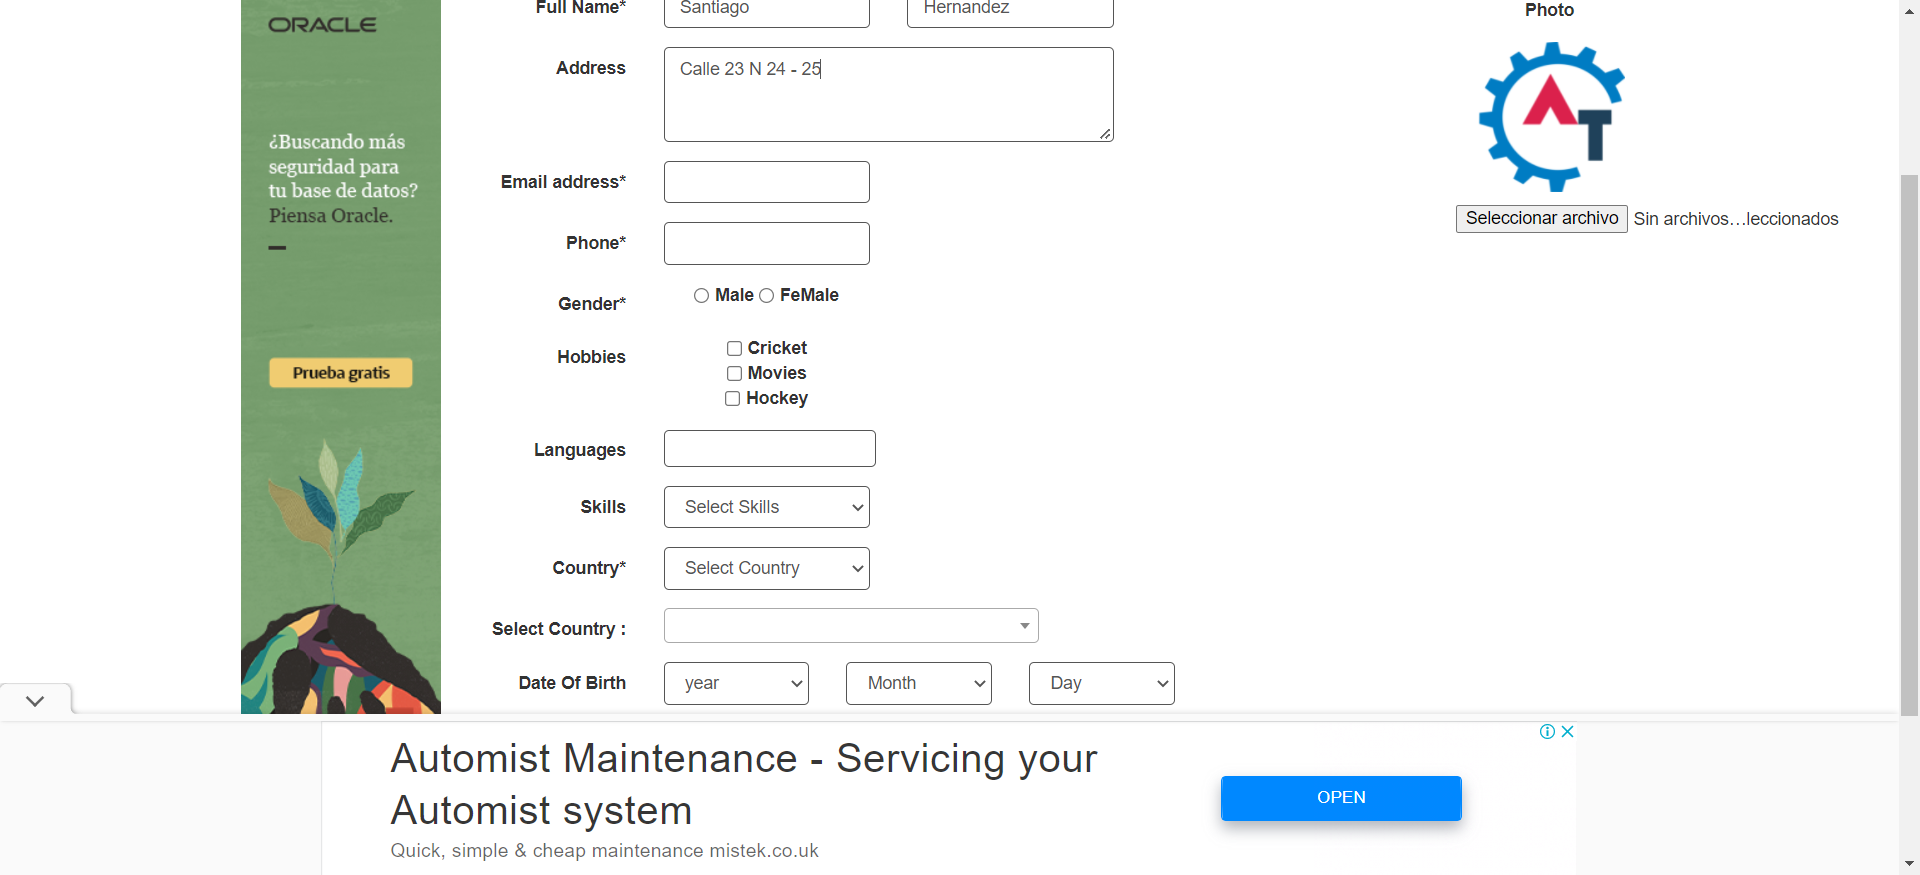 ORACLE
¿Buscando más
seguridad para
tu base de datos?
Piensa Oracle.
Prueba gratis
Full Name*
Santiago
Hernandez
Address
Calle 23 N 24 - 25
Email address*
Phone*
Gender*
Male FeMale
Hobbies
Cricket
Movies
Hockey
Languages
Skills
Select Skills
Country*
Select Country
Select Country :
Date Of Birth
year
Month
Day
Photo
AT
Seleccionar archivo Sin archivos…leccionados
Automist Maintenance - Servicing your
Automist system
Quick, simple & cheap maintenance mistek.co.uk
OPEN